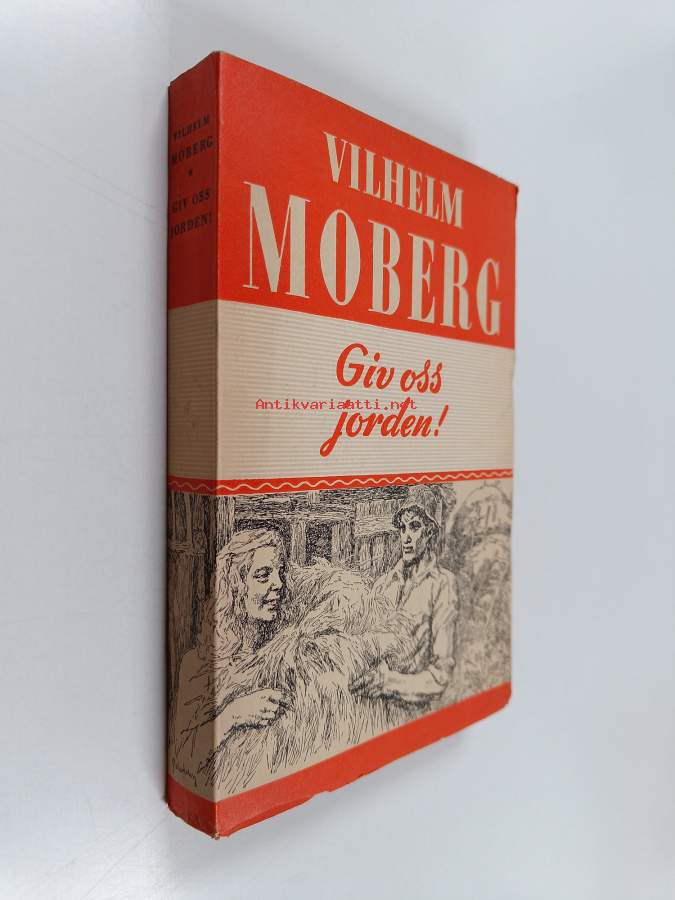 VILHELM
MOBERG
GIV OSS
JORDEN!
VILHELM
MOBERG
Giv oss
Antikvariaatti.net
jorden!